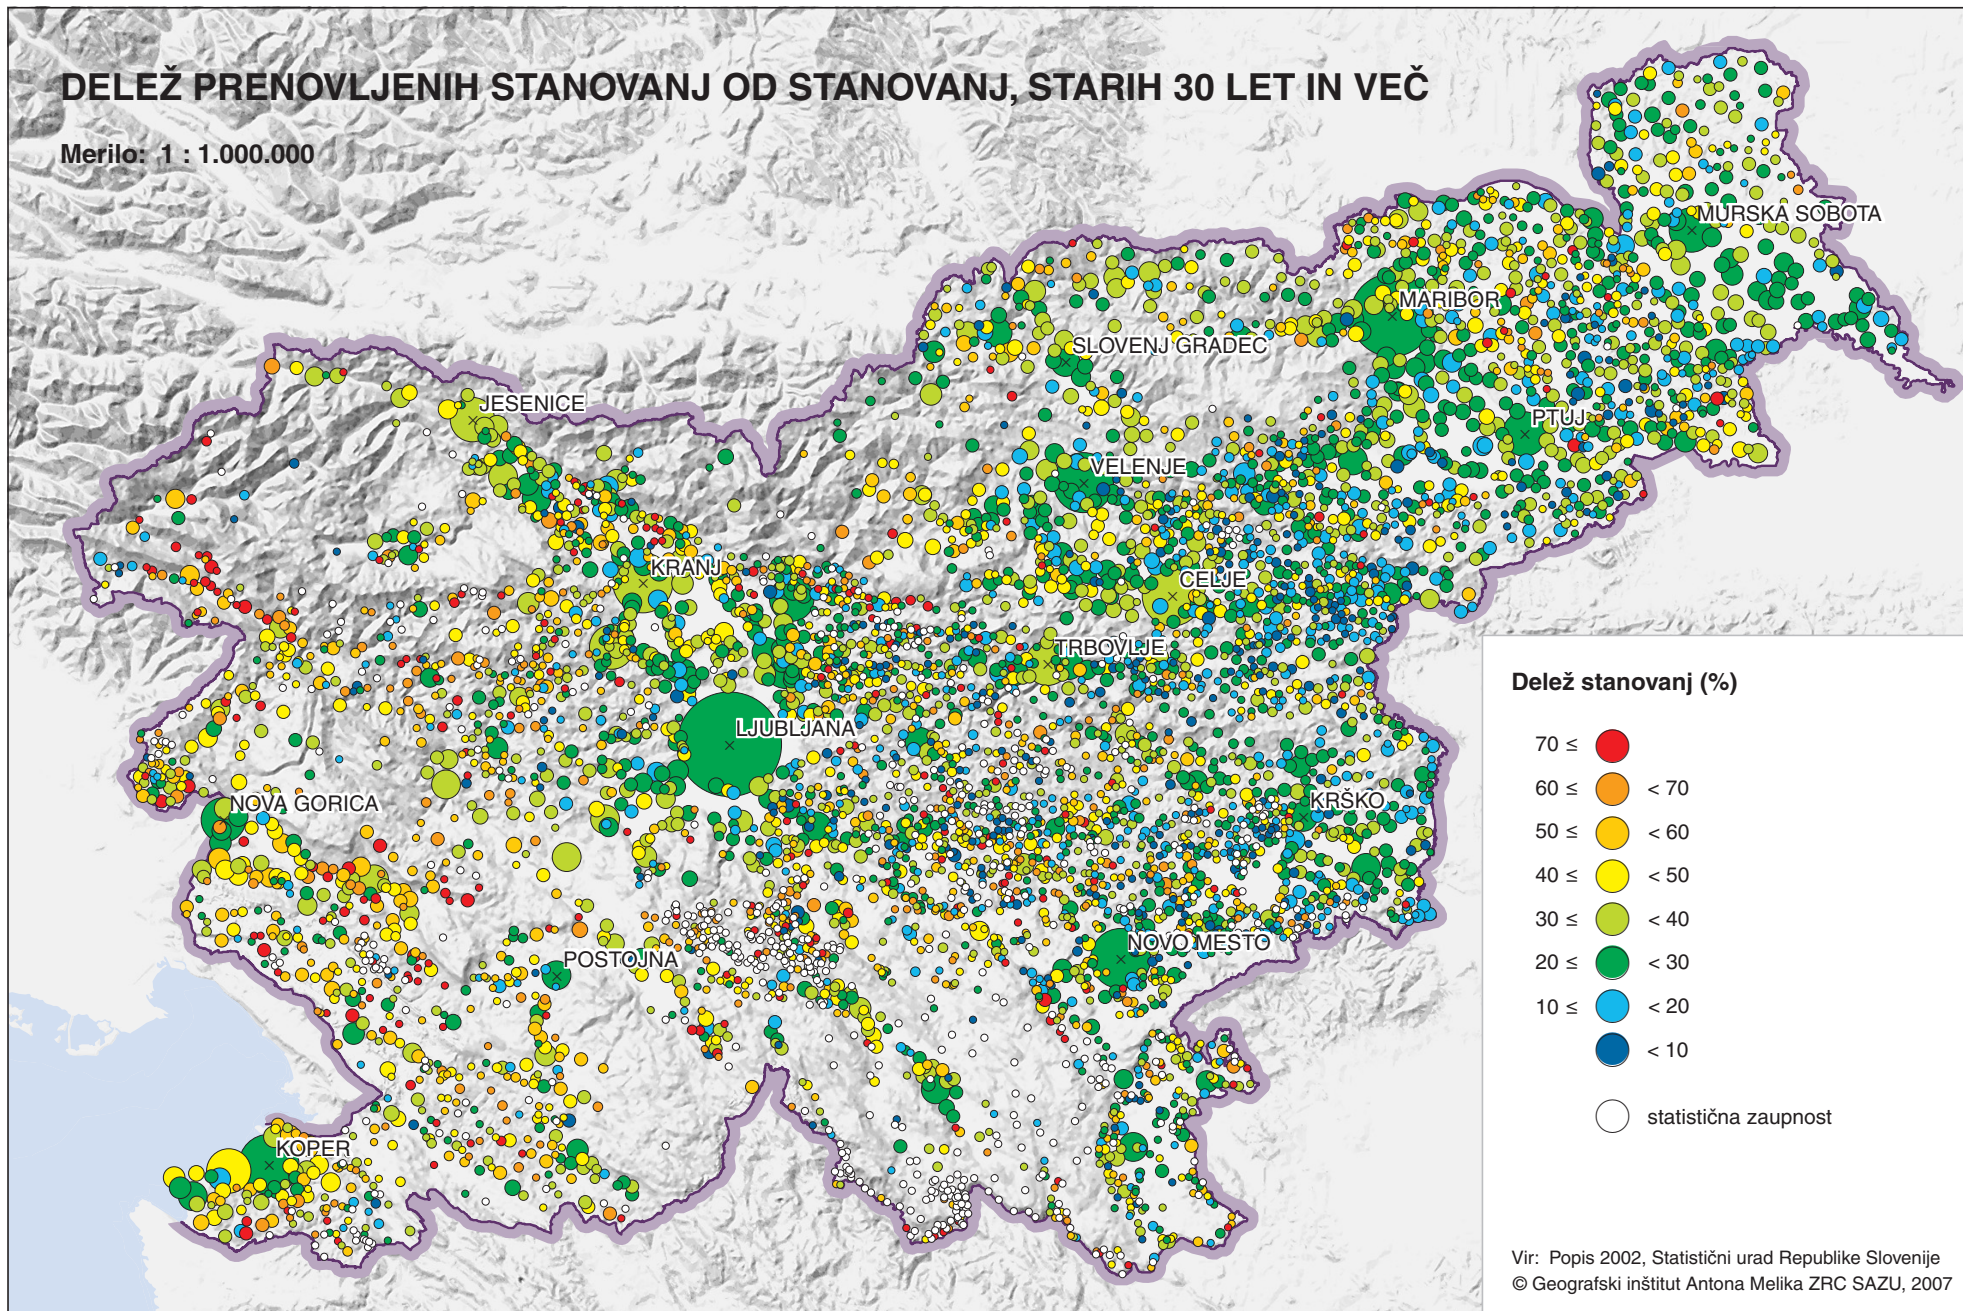 DELEŽ PRENOVLJENIH STANOVANJ OD STANOVANJ, STARIH 30 LET IN VEČ
Merilo: 1 : 1.000.000
MURSKA SOBOTA
MARIBOR
SLOVENJ GRADEC
JESENICE
PTUJ
VELENJE
KRANJ
CELJE
TRBOVLJE
LJUBLJANA
NOVA GORICA
KRŠKO
NOVO MESTO
POSTOJNA
KOPER
Delež stanovanj (%)
70 ≤
60 ≤ < 70
50 ≤ < 60
40 ≤ < 50
30 ≤ < 40
20 ≤ < 30
10 ≤ < 20
< 10
statistična zaupnost
Vir: Popis 2002, Statistični urad Republike Slovenije
© Geografski inštitut Antona Melika ZRC SAZU, 2007